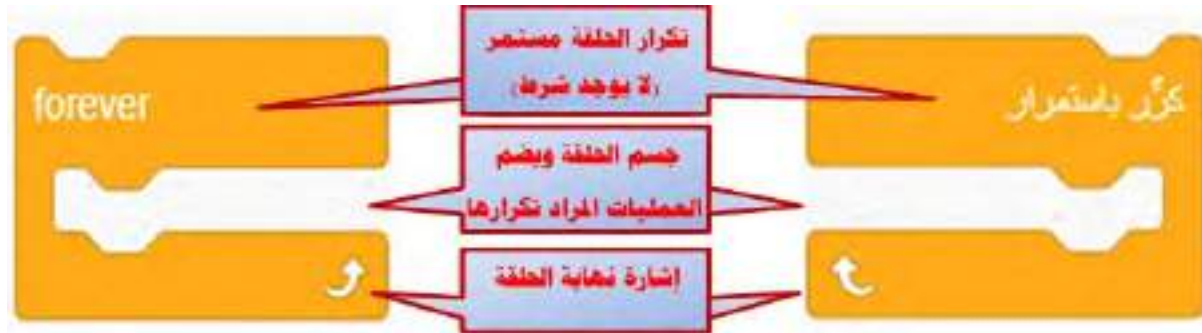 forever
تكرار الحلقة مستمر
(لا يوجد شرط)
كرِّر باستمرار
جسم الحلقة ويضم
العمليات المراد تكرارها
إشارة نهاية الحلقة